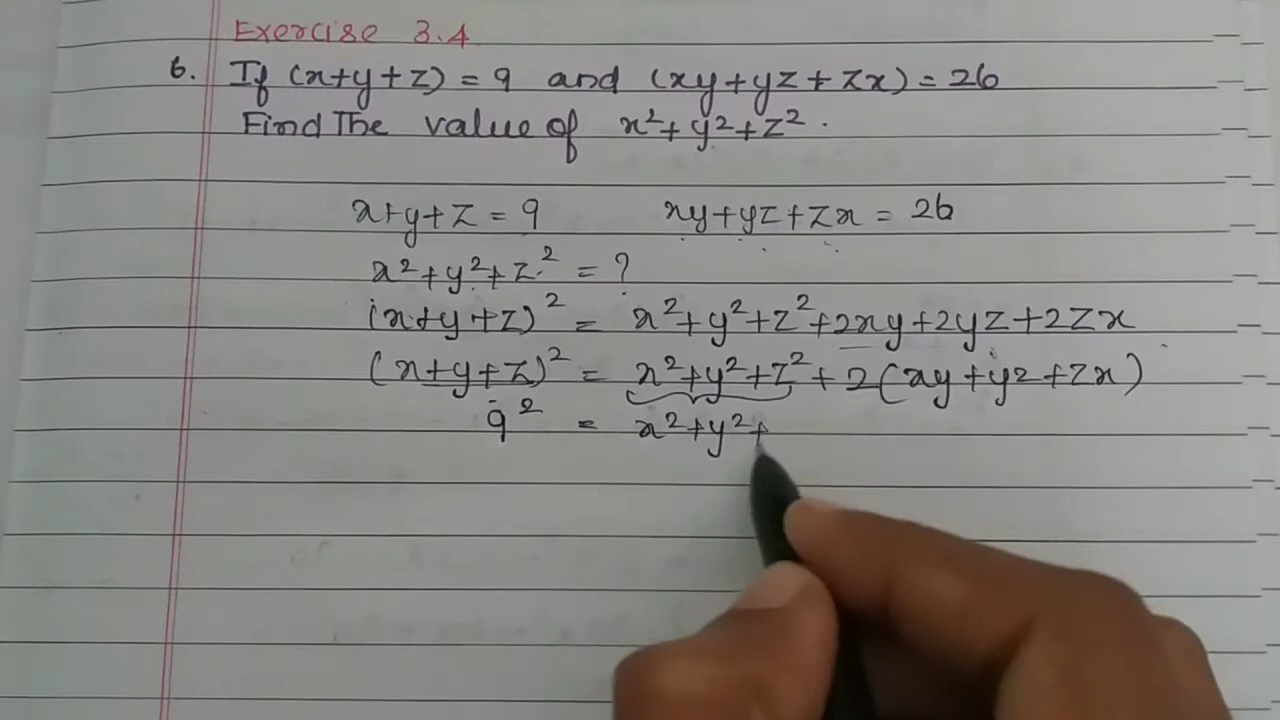 Exercise 3.4
6. If (x+y+z) = 9 and (xy+yz+zx) = 26
Find The value of x²+y²+z².
x+y+z = 9 xy+yz+zx = 26
x²+y²+z² = ?
(x+y+z)² = x²+y²+z²+2xy+2yz+2zx
(x+y+z)² = x²+y²+z²+2(xy+yz+zx)
9² = x²+y²+